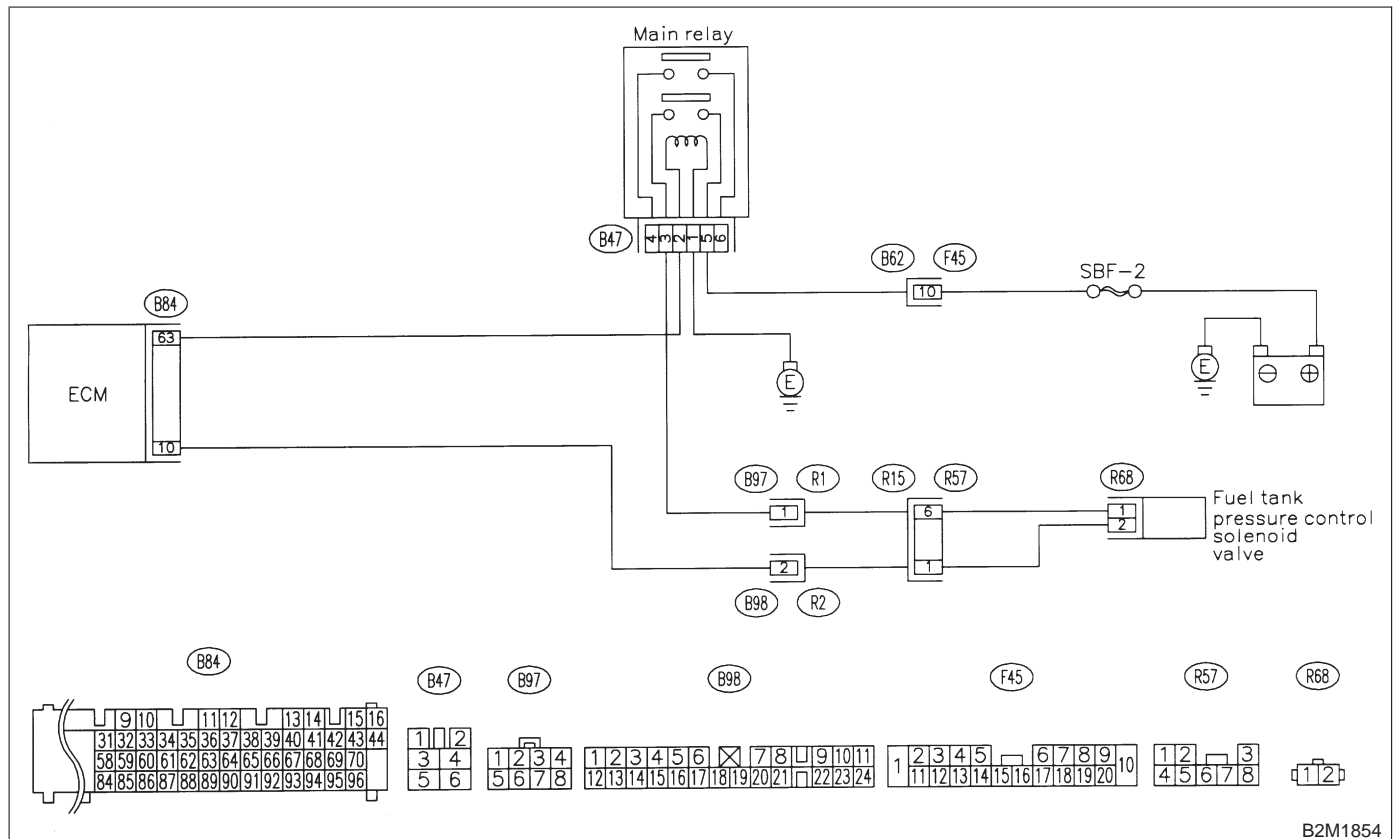 Main relay
B47
4 3 2 1 5 6
B62 F45
10
SBF-2
B84
63
ECM
10
E
E
⊖ ⊕
B97 R1
1
R15 R57
6
1
R68
1
2
Fuel tank
pressure control
solenoid
valve
2
B98 R2
B84
9 10 11 12 13 14 15 16
31 32 33 34 35 36 37 38 39 40 41 42 43 44
58 59 60 61 62 63 64 65 66 67 68 69 70
84 85 86 87 88 89 90 91 92 93 94 95 96
B47
1 2
3 4
5 6
B97
1 2 3 4
5 6 7 8
B98
1 2 3 4 5 6 7 8 9 10 11
12 13 14 15 16 17 18 19 20 21 22 23 24
F45
1 2 3 4 5 6 7 8 9 10
11 12 13 14 15 16 17 18 19 20
R57
1 2 3
4 5 6 7 8
R68
1 2
B2M1854